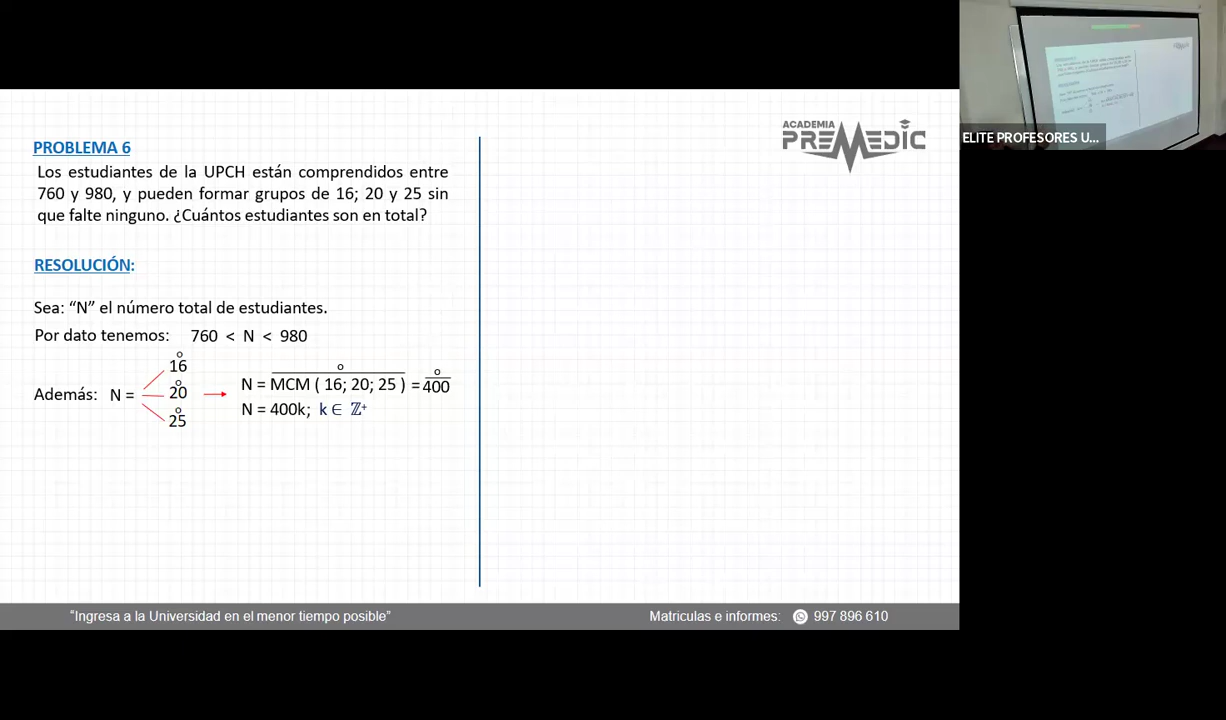 ACADEMIA
PREMEDIC
ELITE PROFESORES U...
PROBLEMA 6
Los estudiantes de la UPCH están comprendidos entre
760 y 980, y pueden formar grupos de 16; 20 y 25 sin
que falte ninguno. ¿Cuántos estudiantes son en total?
RESOLUCIÓN:
Sea: “N” el número total de estudiantes.
Por dato tenemos: 760 < N < 980
Además: N =
o
16
o
20
o
25
o
N = MCM ( 16; 20; 25 ) =
o
400
N = 400k; k ∈ ℤ⁺
“Ingresa a la Universidad en el menor tiempo posible”
Matriculas e informes: 997 896 610